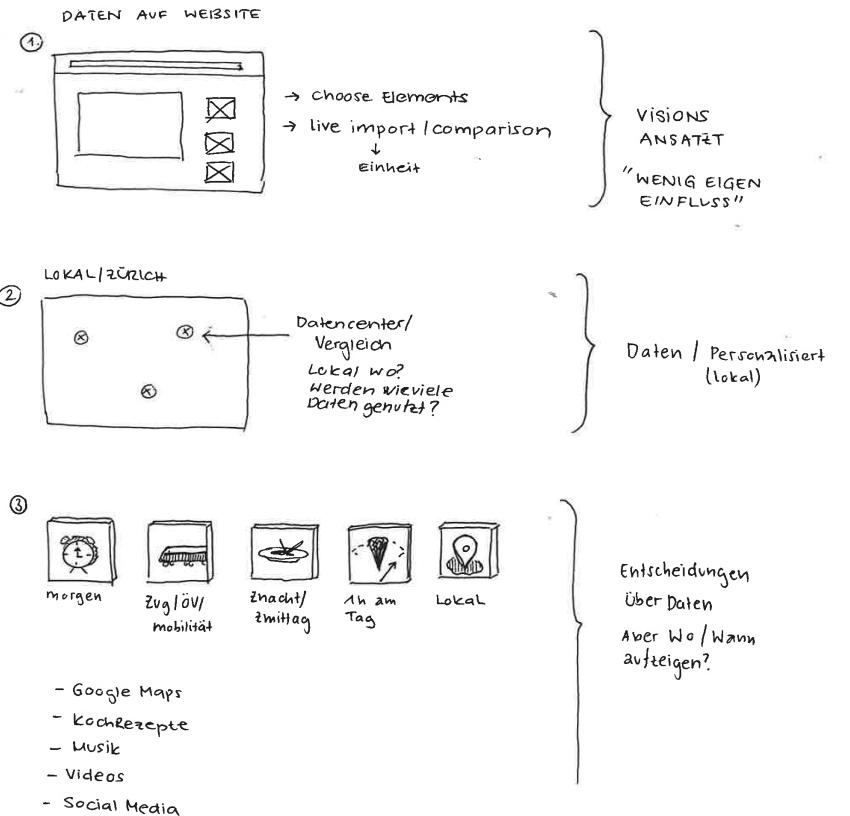 DATEN AUF WEBSITE
1.
→ choose Elements
→ live import / comparison
↓
Einheit
VISIONS
ANSATZT
"WENIG EIGEN
EINFLUSS"
2
LOKAL / ZÜRICH
Datencenter/
Vergleich
Lokal wo?
Werden wieviele
Daten genutzt?
Daten / Personalisiert
(lokal)
3
morgen
Zug / ÖV /
mobilität
Znacht/
Zmittag
1h am
Tag
Lokal
Entscheidungen
über Daten
Aber Wo / Wann
aufzeigen?
- Google Maps
- KochRezepte
- Musik
- Videos
- Social Media